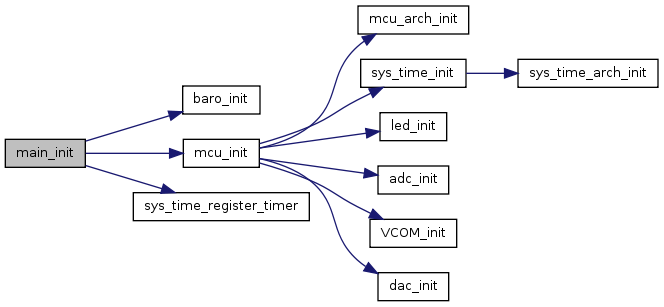 mcu_arch_init
sys_time_init
sys_time_arch_init
baro_init
led_init
main_init
mcu_init
adc_init
sys_time_register_timer
VCOM_init
dac_init